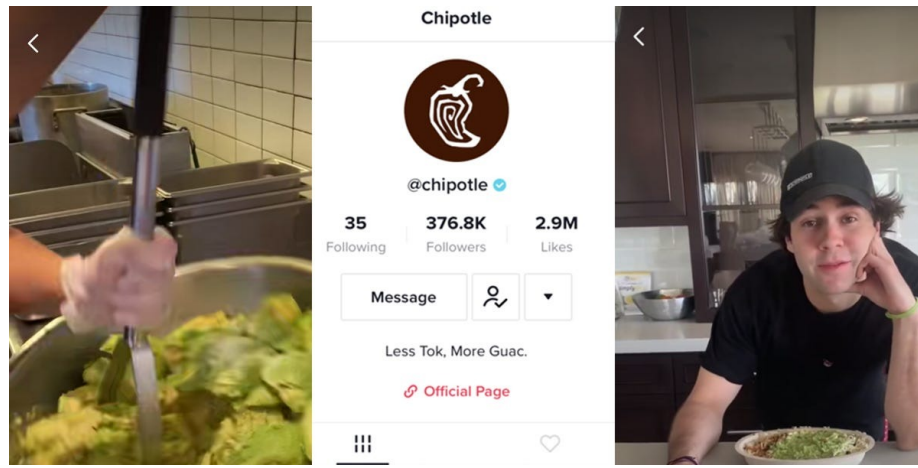 Chipotle
@chipotle
35 376.8K 2.9M
Following Followers Likes
Message
Less Tok, More Guac.
Official Page